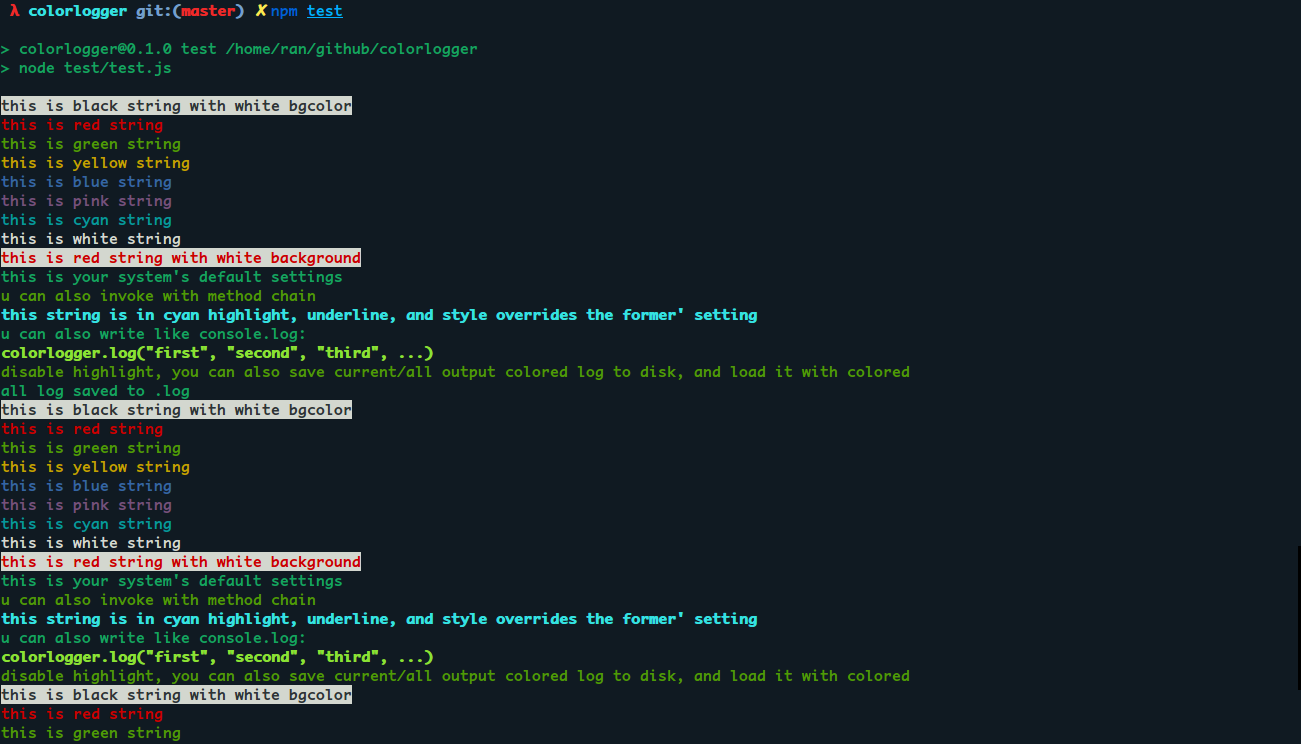 λ colorlogger git:(master) ✗ npm test
> colorlogger@0.1.0 test /home/ran/github/colorlogger
> node test/test.js
this is black string with white bgcolor
this is red string
this is green string
this is yellow string
this is blue string
this is pink string
this is cyan string
this is white string
this is red string with white background
this is your system's default settings
u can also invoke with method chain
this string is in cyan highlight, underline, and style overrides the former' setting
u can also write like console.log:
colorlogger.log("first", "second", "third", ...)
disable highlight, you can also save current/all output colored log to disk, and load it with colored
all log saved to .log
this is black string with white bgcolor
this is red string
this is green string
this is yellow string
this is blue string
this is pink string
this is cyan string
this is white string
this is red string with white background
this is your system's default settings
u can also invoke with method chain
this string is in cyan highlight, underline, and style overrides the former' setting
u can also write like console.log:
colorlogger.log("first", "second", "third", ...)
disable highlight, you can also save current/all output colored log to disk, and load it with colored
this is black string with white bgcolor
this is red string
this is green string